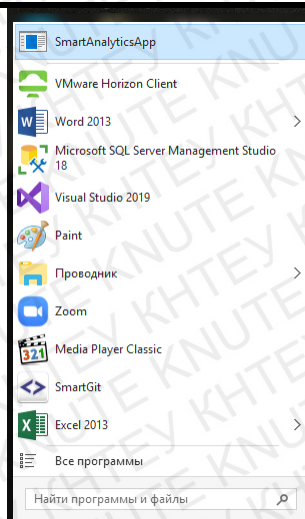 SmartAnalyticsApp
VMware Horizon Client
Word 2013
Microsoft SQL Server Management Studio
18
Visual Studio 2019
Paint
Проводник
Zoom
321
Media Player Classic
SmartGit
Excel 2013
Все программы
Найти программы и файлы